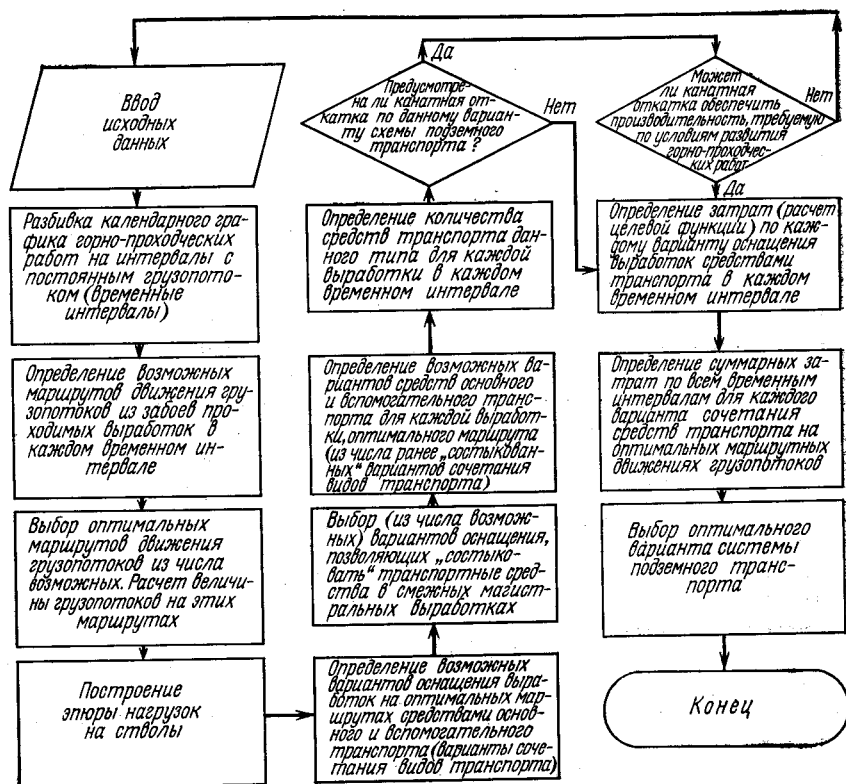 Ввод
исходных
данных
Разбивка календарного гра-
фика горно-проходческих
работ на интервалы с
постоянным грузопото-
ком (временные
интервалы)
Определение возможных
маршрутов движения гру-
зопотоков из забоев про-
ходимых выработок в
каждом временном ин-
тервале
Выбор оптимальных
маршрутов движения
грузопотоков из числа
возможных. Расчет величи-
ны грузопотоков на этих
маршрутах
Построение
эпюры нагрузок
на стволы
Определение возможных
вариантов оснащения выра-
боток на оптимальных мар-
шрутах средствами основ-
ного и вспомогательного
транспорта (варианты соче-
тания видов транспорта)
Выбор (из числа возмож-
ных) вариантов оснащения,
позволяющих „состыко-
вать“ транспортные сред-
ства в смежных магист-
ральных выработках
Определение возможных ва-
риантов средств основного
и вспомогательного транс-
порта для каждой выработ-
ки, оптимального маршрута
(из числа ранее „состыкован-
ных“ вариантов сочетания
видов транспорта)
Определение количества
средств транспорта дан-
ного типа для каждой
выработки в каждом
временном интервале
Предусмотре-
на ли канатная от-
катка по данному вариан-
ту схемы подземного
транспорта ?
Да
Нет
Может
ли канатная
откатка обеспечить
производительность, требуемую
по условиям развития
горно-проходчес-
ких работ
Нет
Да
Определение затрат (расчет
целевой функции) по каж-
дому варианту оснащения
выработок средствами
транспорта в каждом
временном интервале
Определение суммарных за-
трат по всем временным
интервалам для каждого
варианта сочетания
средств транспорта на
оптимальных маршрутных
движениях грузопотоков
Выбор оптимального
варианта системы
подземного транс-
порта
Конец